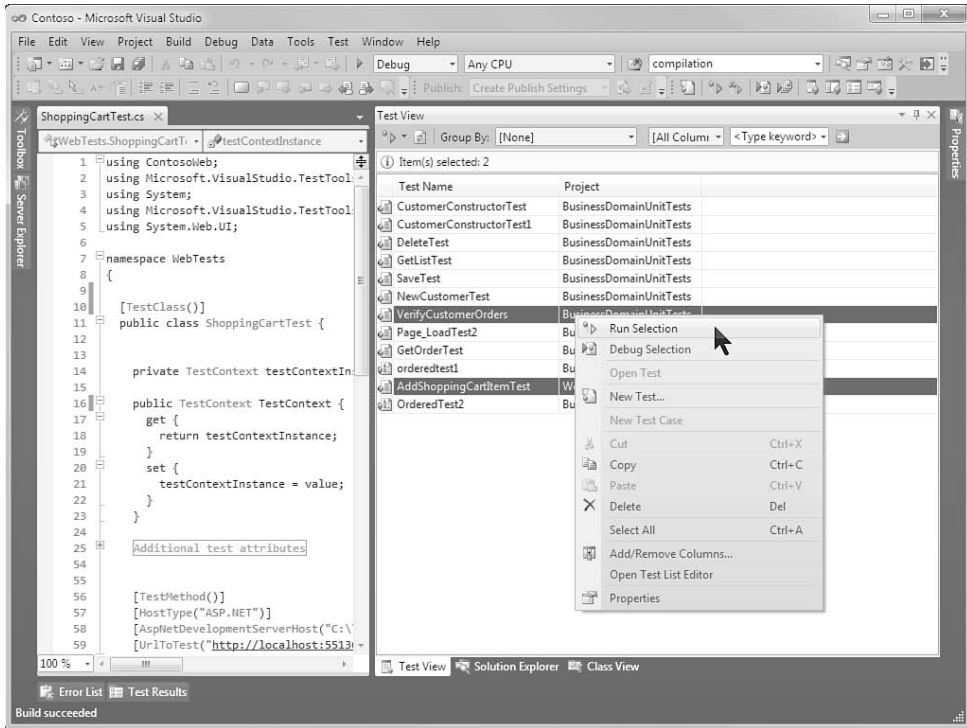 Contoso - Microsoft Visual Studio
File Edit View Project Build Debug Data Tools Test Window Help
Debug Any CPU compilation
Publish: Create Publish Settings
ShoppingCartTest.cs
WebTests.ShoppingCartT testContextInstance
1 using ContosoWeb;
2 using Microsoft.VisualStudio.TestTool
3 using System;
4 using Microsoft.VisualStudio.TestTool
5 using System.Web.UI;
6
7 namespace WebTests
8 {
9
10 [TestClass()]
11 public class ShoppingCartTest {
12
13
14 private TestContext testContextIn
15
16 public TestContext TestContext {
17 get {
18 return testContextInstance;
19 }
20 set {
21 testContextInstance = value;
22 }
23 }
24
25 Additional test attributes
54
55
56 [TestMethod()]
57 [HostType("ASP.NET")]
58 [AspNetDevelopmentServerHost("C:\
59 [UrlToTest("http://localhost:5513
100 %
Toolbox
Server Explorer
Test View
Group By: [None] [All Colum <Type keyword>
Item(s) selected: 2
Test Name Project
CustomerConstructorTest BusinessDomainUnitTests
CustomerConstructorTest1 BusinessDomainUnitTests
DeleteTest BusinessDomainUnitTests
GetListTest BusinessDomainUnitTests
SaveTest BusinessDomainUnitTests
NewCustomerTest BusinessDomainUnitTests
VerifyCustomerOrders BusinessDomainUnitTests
Page_LoadTest2 Bu
GetOrderTest Bu
orderedtest1 Bu
AddShoppingCartItemTest W
OrderedTest2 Bu
Run Selection
Debug Selection
Open Test
New Test...
New Test Case
Cut Ctrl+X
Copy Ctrl+C
Paste Ctrl+V
Delete Del
Select All Ctrl+A
Add/Remove Columns...
Open Test List Editor
Properties
Properties
Test View Solution Explorer Class View
Error List Test Results
Build succeeded